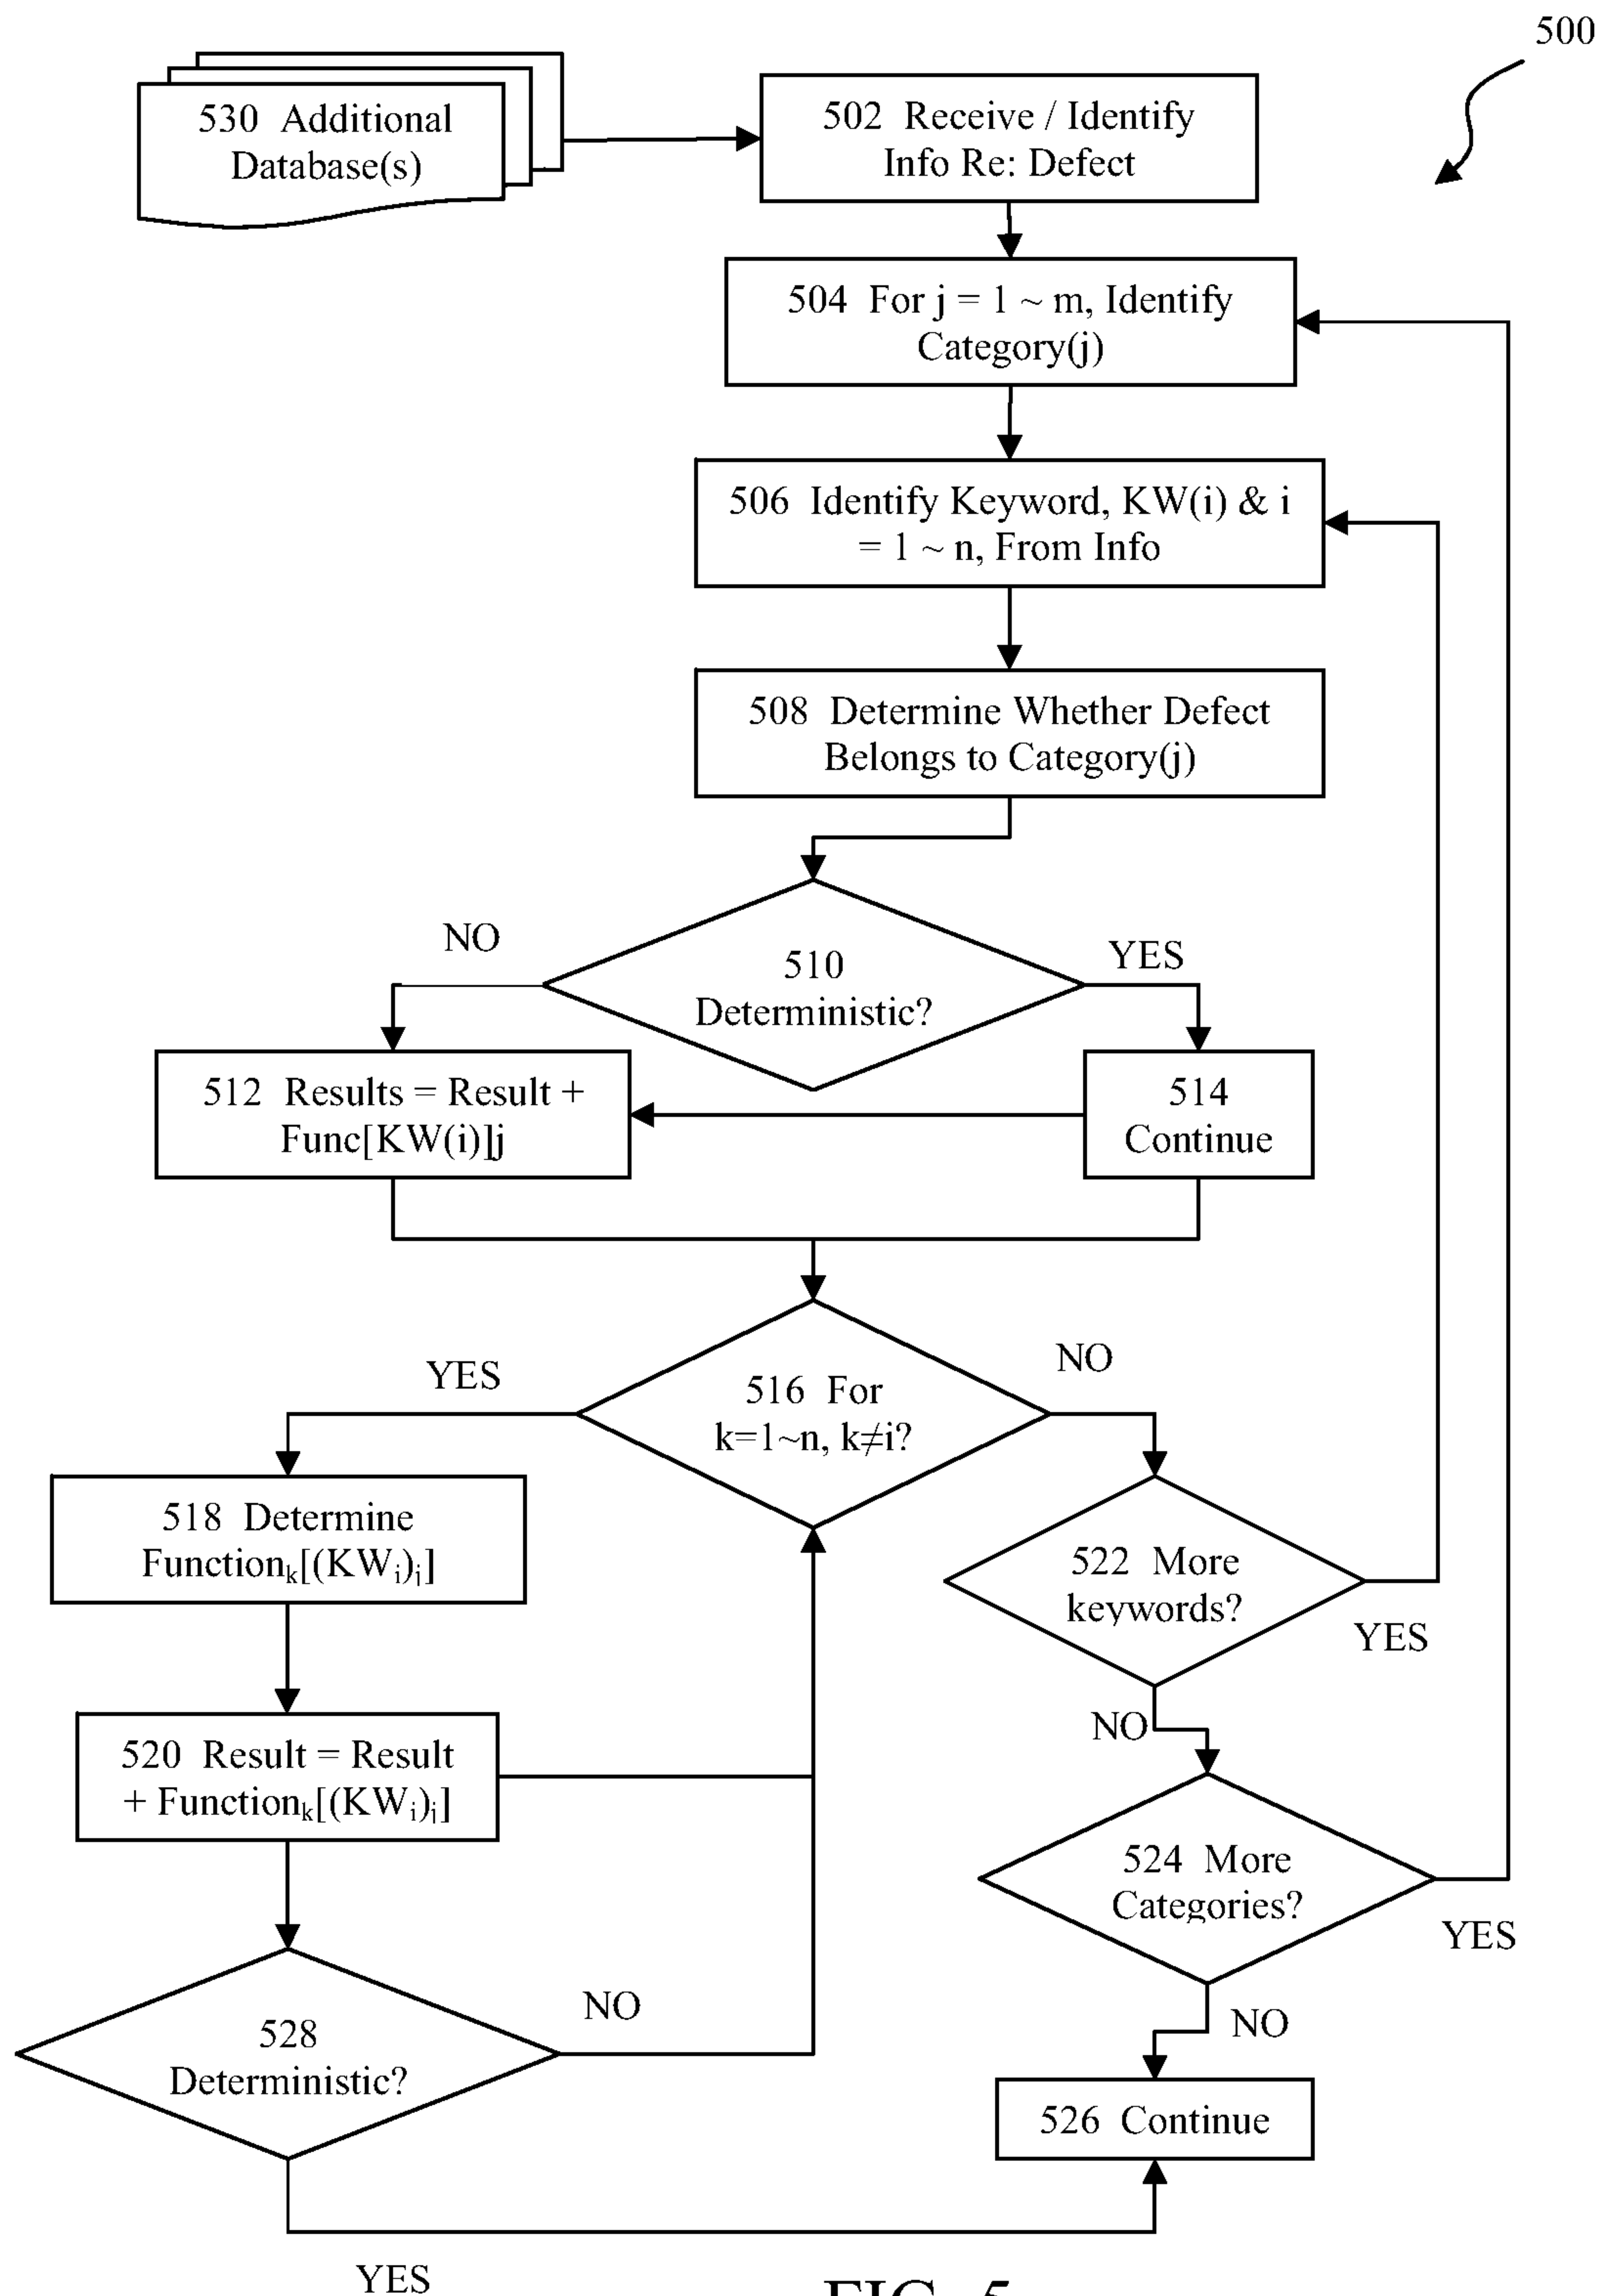 500
530 Additional
Database(s)
502 Receive / Identify
Info Re: Defect
504 For j = 1 ~ m, Identify
Category(j)
506 Identify Keyword, KW(i) & i
= 1 ~ n, From Info
508 Determine Whether Defect
Belongs to Category(j)
NO
510
Deterministic?
YES
512 Results = Result +
Func[KW(i)]j
514
Continue
YES
516 For
k=1~n, k≠i?
NO
518 Determine
Functionₖ[(KWᵢ)ⱼ]
522 More
keywords?
YES
NO
520 Result = Result
+ Functionₖ[(KWᵢ)ⱼ]
524 More
Categories?
YES
NO
528
Deterministic?
NO
526 Continue
YES
FIG. 5